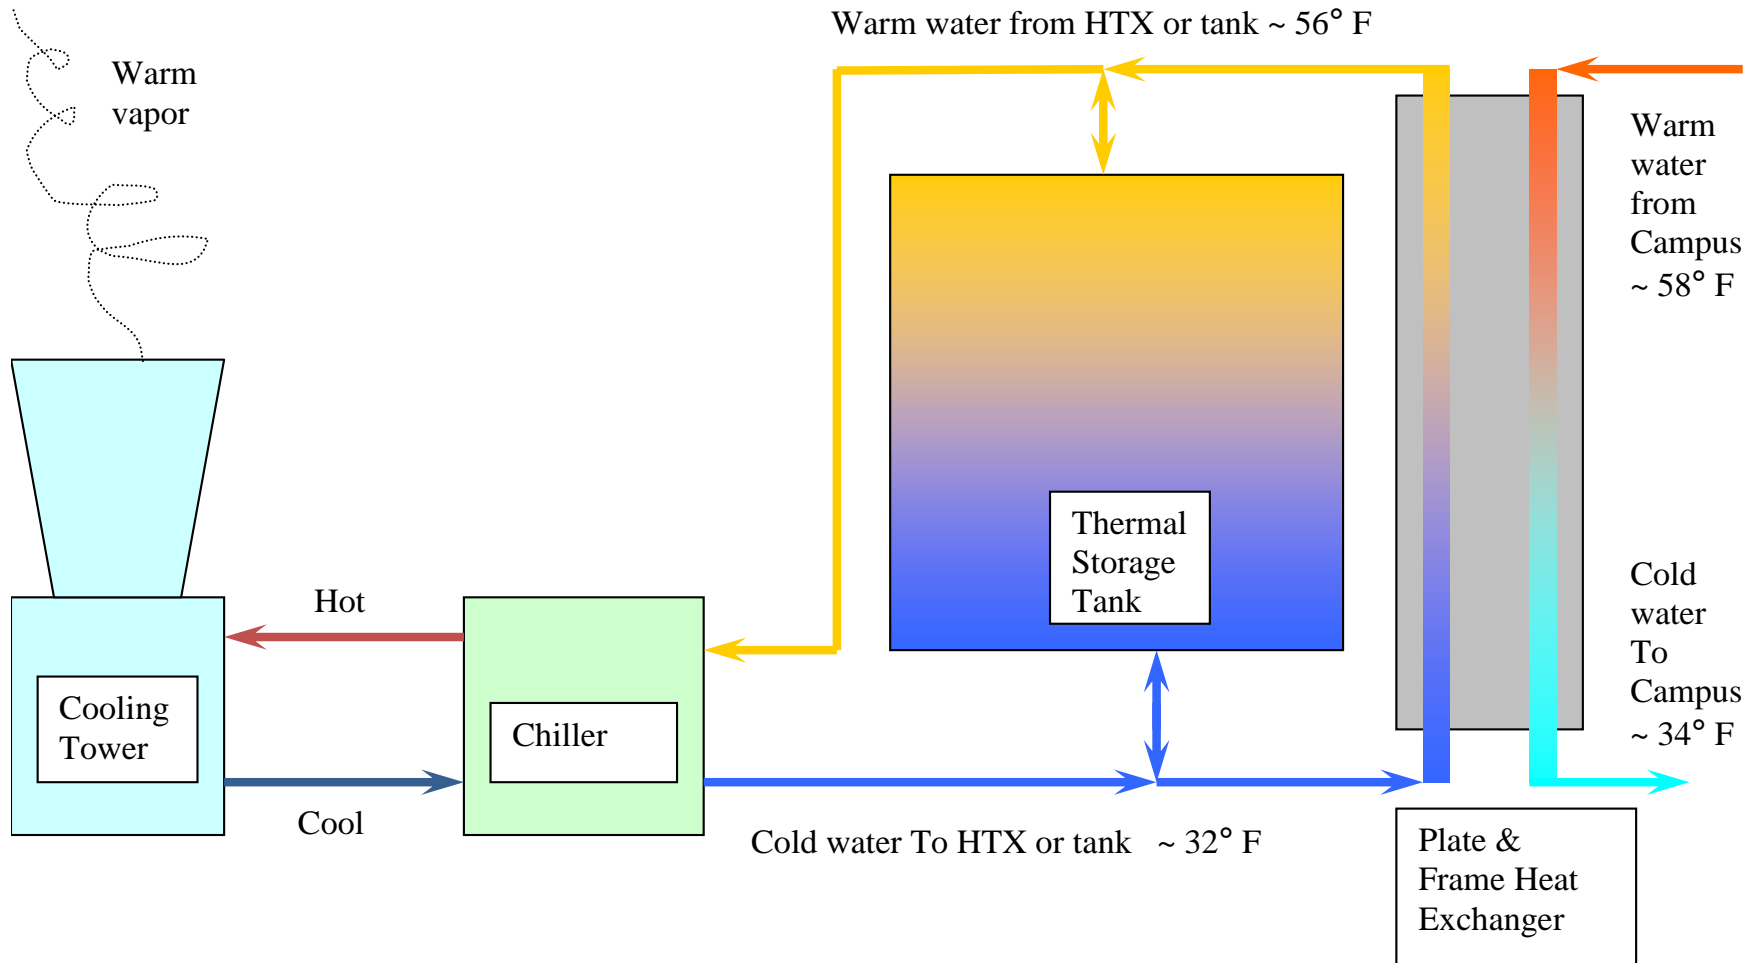 Warm water from HTX or tank ~ 56° F
Warm
vapor
Warm
water
from
Campus
~ 58° F
Thermal
Storage
Tank
Hot
Cooling
Tower
Chiller
Cold
water
To
Campus
~ 34° F
Cool
Cold water To HTX or tank ~ 32° F
Plate &
Frame Heat
Exchanger